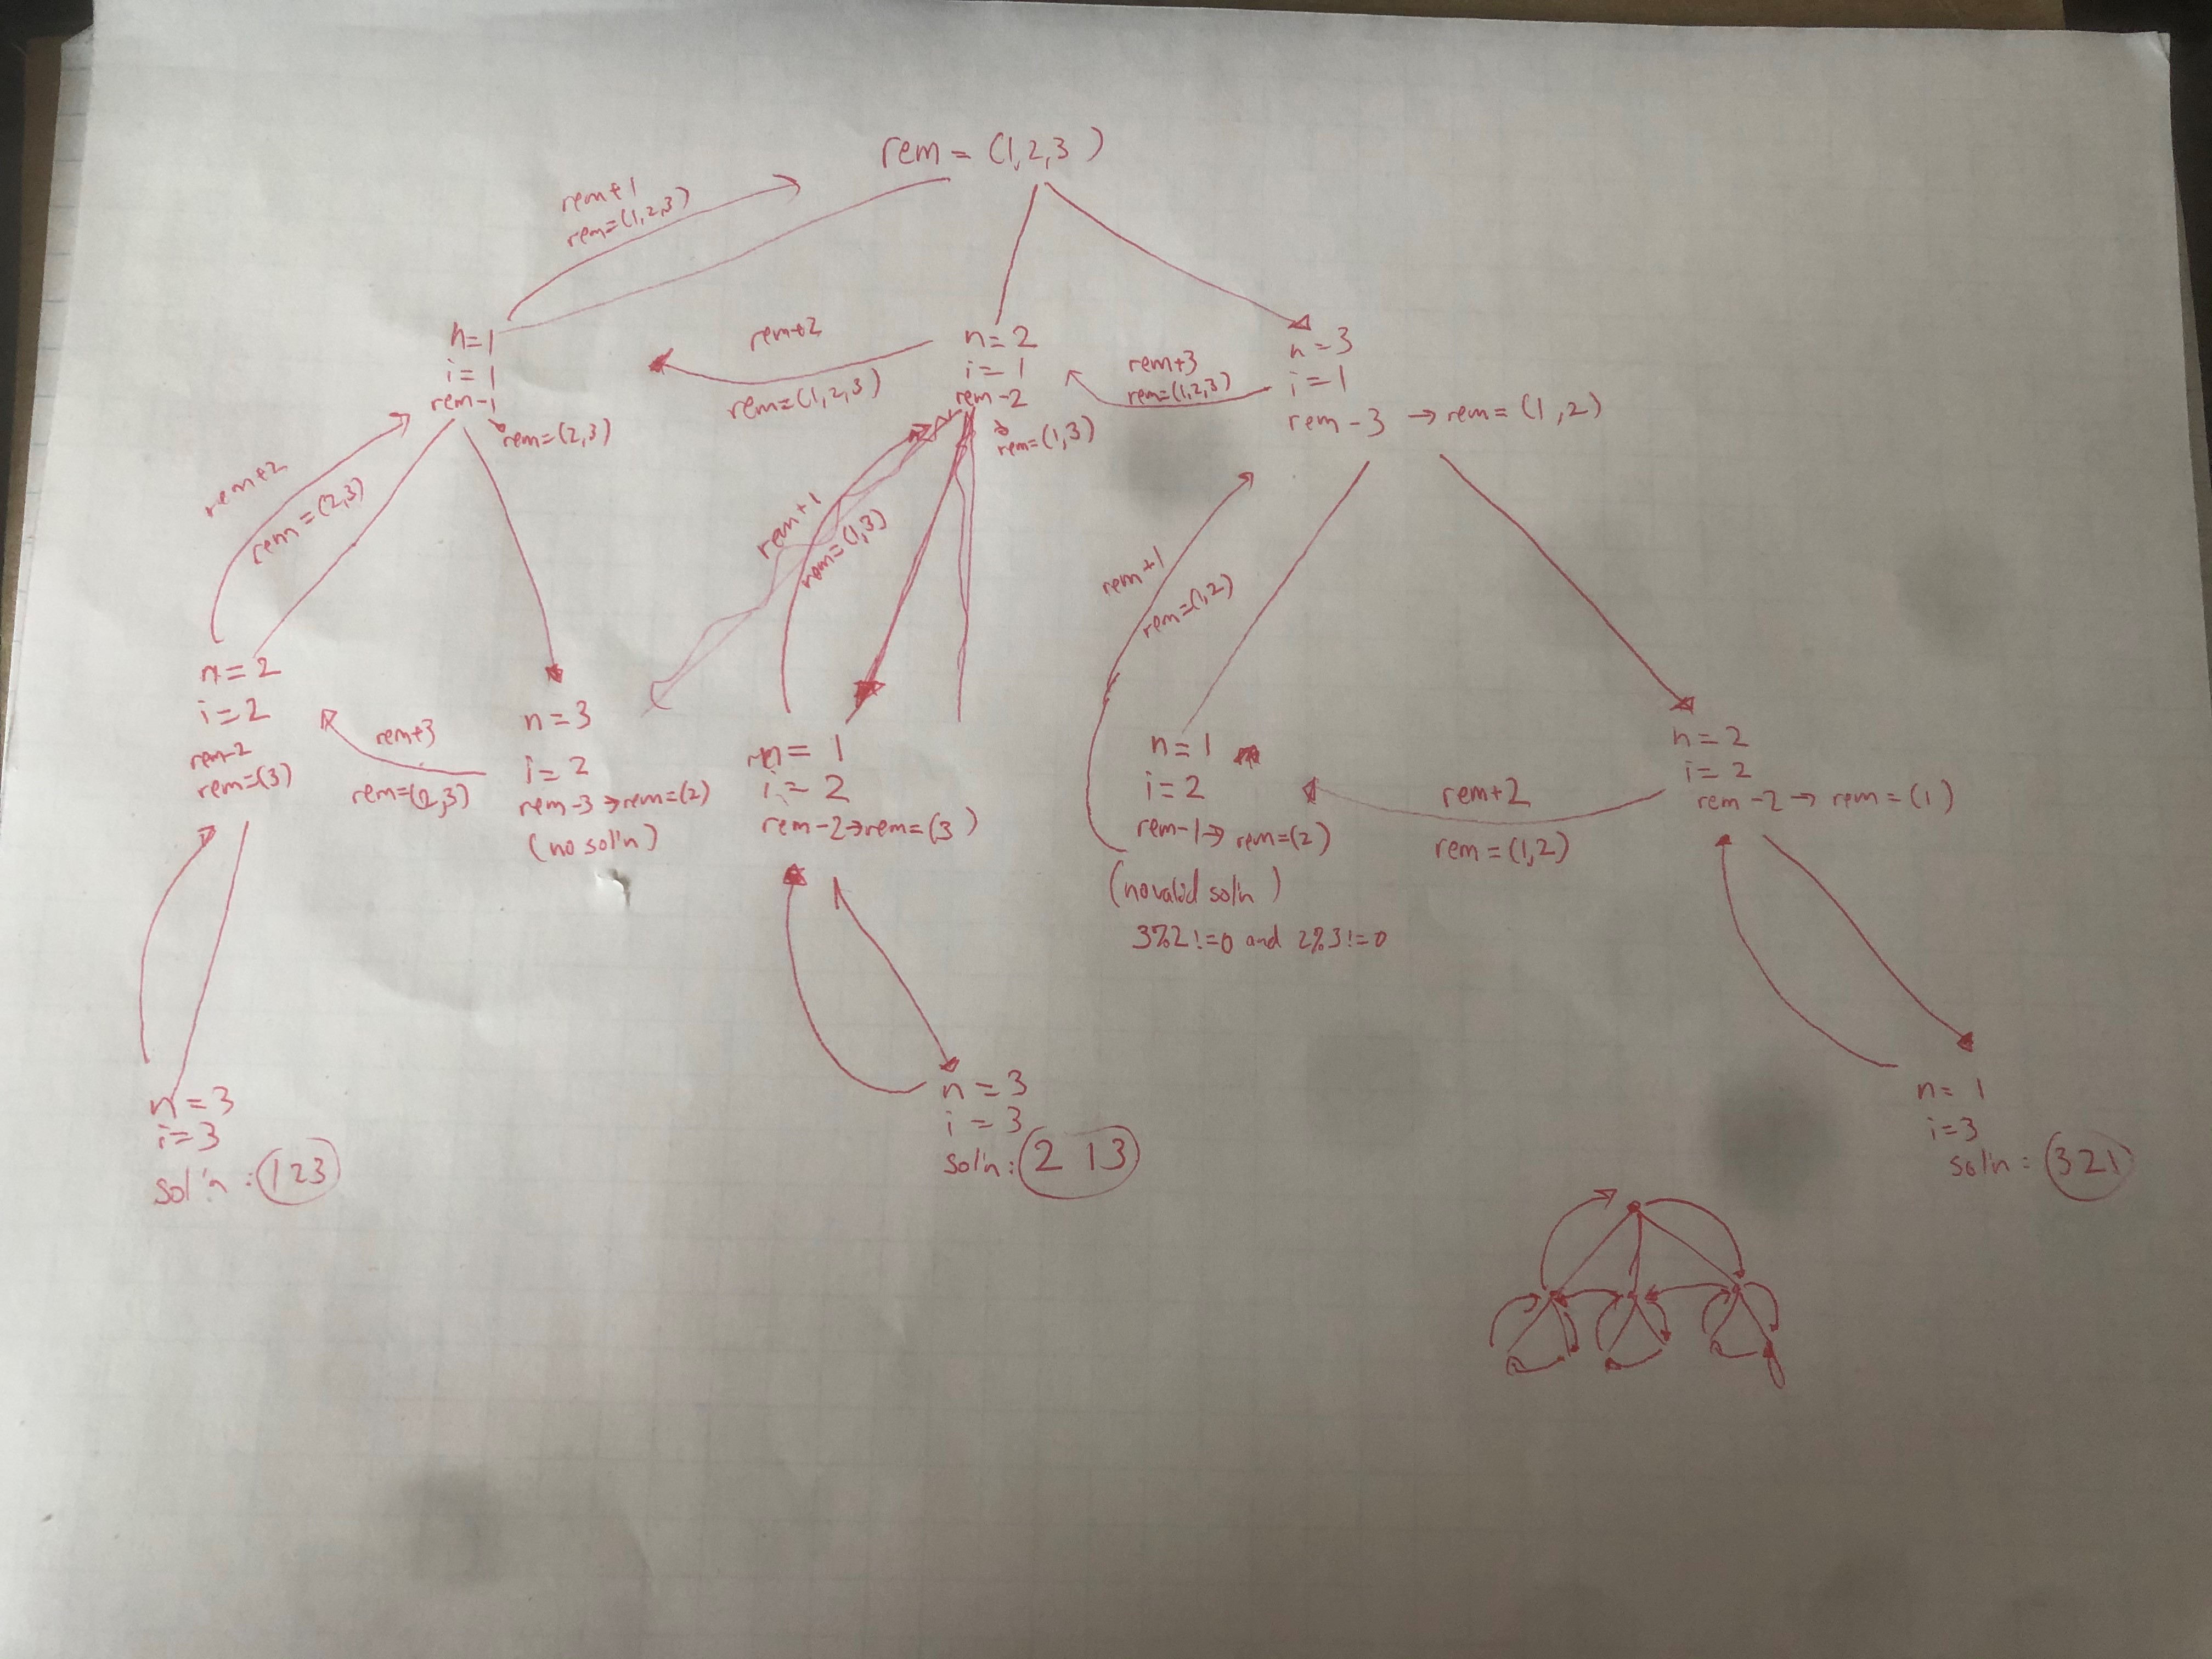 rem = (1,2,3)
rem+1
rem=(1,2,3)
n=1
i=1
rem-1
rem=(2,3)
rem+2
rem=(1,2,3)
n=2
i=1
rem-2
rem=(1,3)
rem+3
rem=(1,2,3)
n=3
i=1
rem-3 → rem=(1,2)
rem+2
rem=(2,3)
n=2
i=2
rem-2
rem=(3)
rem+3
rem=(2,3)
n=3
i=2
rem-3→rem=(2)
(no sol'n)
rem+1
rem=(1,3)
n=1
i=2
rem-2→rem=(3)
rem+1
rem=(1,2)
n=1
i=2
rem-1→rem=(2)
(no valid sol'n)
3%2!=0 and 2%3!=0
rem+2
rem=(1,2)
n=2
i=2
rem-2→rem=(1)
n=3
i=3
sol'n: 123
n=3
i=3
sol'n: 213
n=1
i=3
sol'n: 321